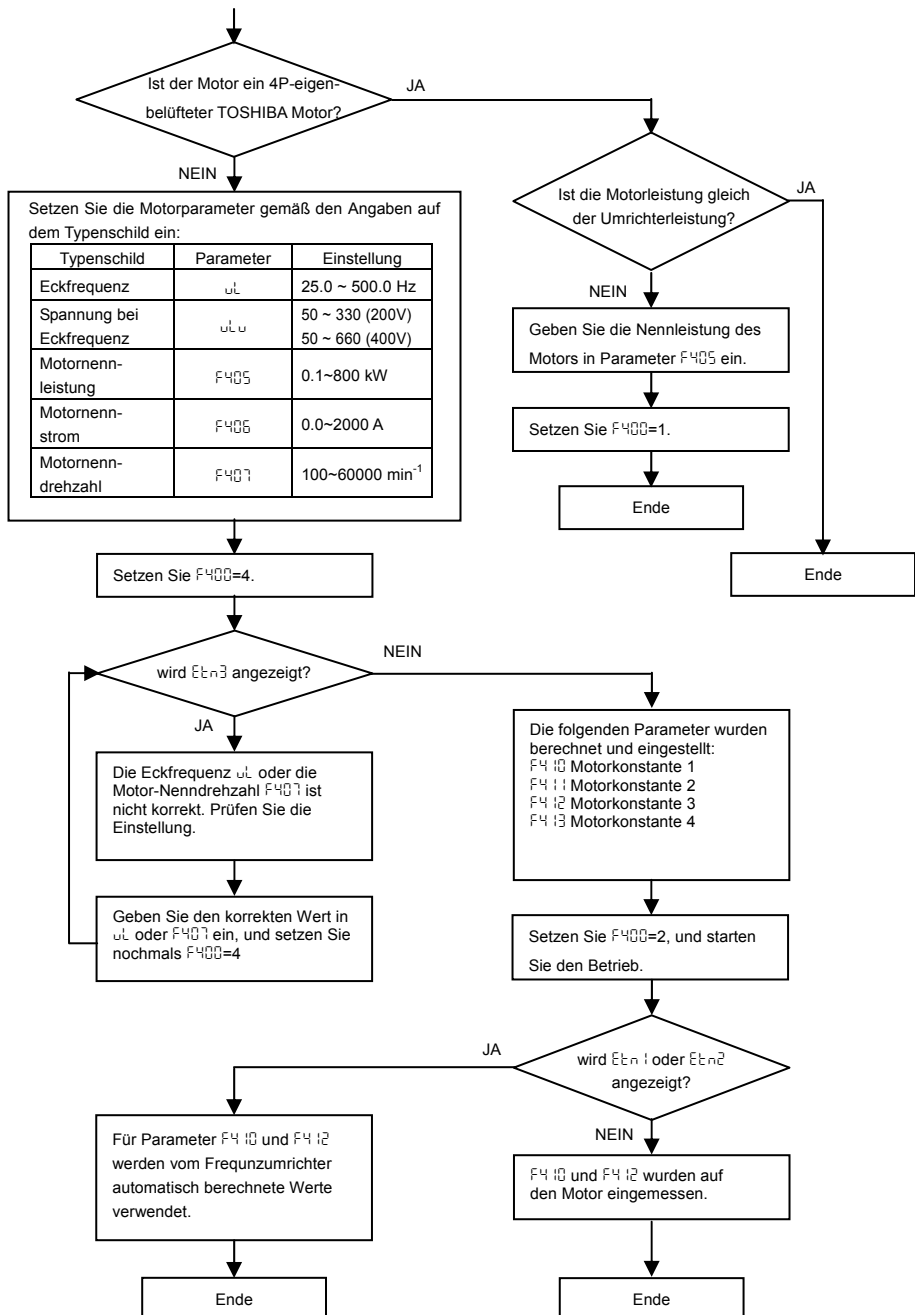 Ist der Motor ein 4P-eigen-
belüfteter TOSHIBA Motor?
JA
NEIN
Ist die Motorleistung gleich
der Umrichterleistung?
JA
NEIN
Geben Sie die Nennleistung des
Motors in Parameter F405 ein.
Setzen Sie F400=1.
Ende
Ende
Setzen Sie die Motorparameter gemäß den Angaben auf
dem Typenschild ein:
Typenschild Parameter Einstellung
Eckfrequenz uL 25.0 ~ 500.0 Hz
Spannung bei
Eckfrequenz
uLu
50 ~ 330 (200V)
50 ~ 660 (400V)
Motornenn-
leistung
F405
0.1~800 kW
Motornenn-
strom
F406
0.0~2000 A
Motornenn-
drehzahl
F407
100~60000 min-1
Setzen Sie F400=4.
wird Etn3 angezeigt?
NEIN
JA
Die Eckfrequenz uL oder die
Motor-Nenndrehzahl F407 ist
nicht korrekt. Prüfen Sie die
Einstellung.
Geben Sie den korrekten Wert in
uL oder F407 ein, und setzen Sie
nochmals F400=4
Die folgenden Parameter wurden
berechnet und eingestellt:
F410 Motorkonstante 1
F411 Motorkonstante 2
F412 Motorkonstante 3
F413 Motorkonstante 4
Setzen Sie F400=2, und starten
Sie den Betrieb.
wird Etn1 oder Etn2
angezeigt?
JA
NEIN
Für Parameter F410 und F412
werden vom Frequnzumrichter
automatisch berechnete Werte
verwendet.
Ende
F410 und F412 wurden auf
den Motor eingemessen.
Ende